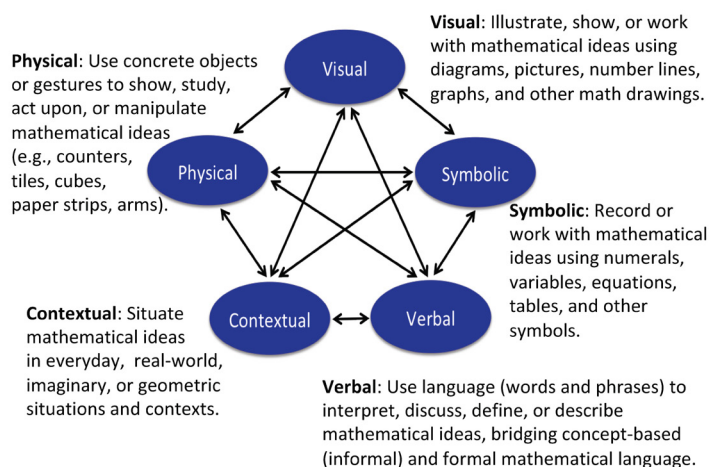 Visual: Illustrate, show, or work
with mathematical ideas using
diagrams, pictures, number lines,
graphs, and other math drawings.
Physical: Use concrete objects
or gestures to show, study,
act upon, or manipulate
mathematical ideas
(e.g., counters,
tiles, cubes,
paper strips, arms).
Visual
Physical
Symbolic
Symbolic: Record or
work with mathematical
ideas using numerals,
variables, equations,
tables, and other
symbols.
Contextual
Verbal
Contextual: Situate
mathematical ideas
in everyday, real-world,
imaginary, or geometric
situations and contexts.
Verbal: Use language (words and phrases) to
interpret, discuss, define, or describe
mathematical ideas, bridging concept-based
(informal) and formal mathematical language.